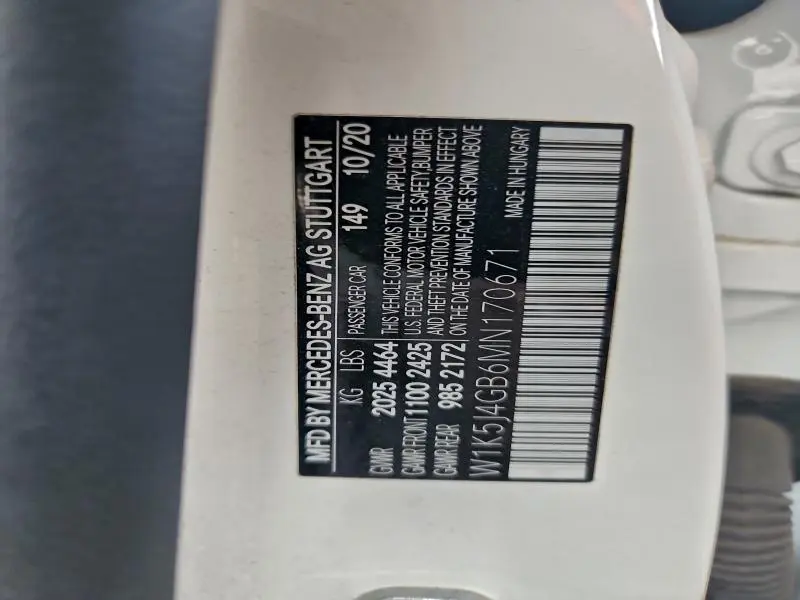 MFD BY MERCEDES-BENZ AG STUTTGART
KG LBS PASSENGER CAR 149 10/20
GVWR 2025 4464 THIS VEHICLE CONFORMS TO ALL APPLICABLE
GAWR FRONT 1100 2425 U.S. FEDERAL MOTOR VEHICLE SAFETY,BUMPER
GAWR REAR 985 2172 AND THEFT PREVENTION STANDARDS IN EFFECT
ON THE DATE OF MANUFACTURE SHOWN ABOVE
W1K5J4GB6MN170671 MADE IN HUNGARY